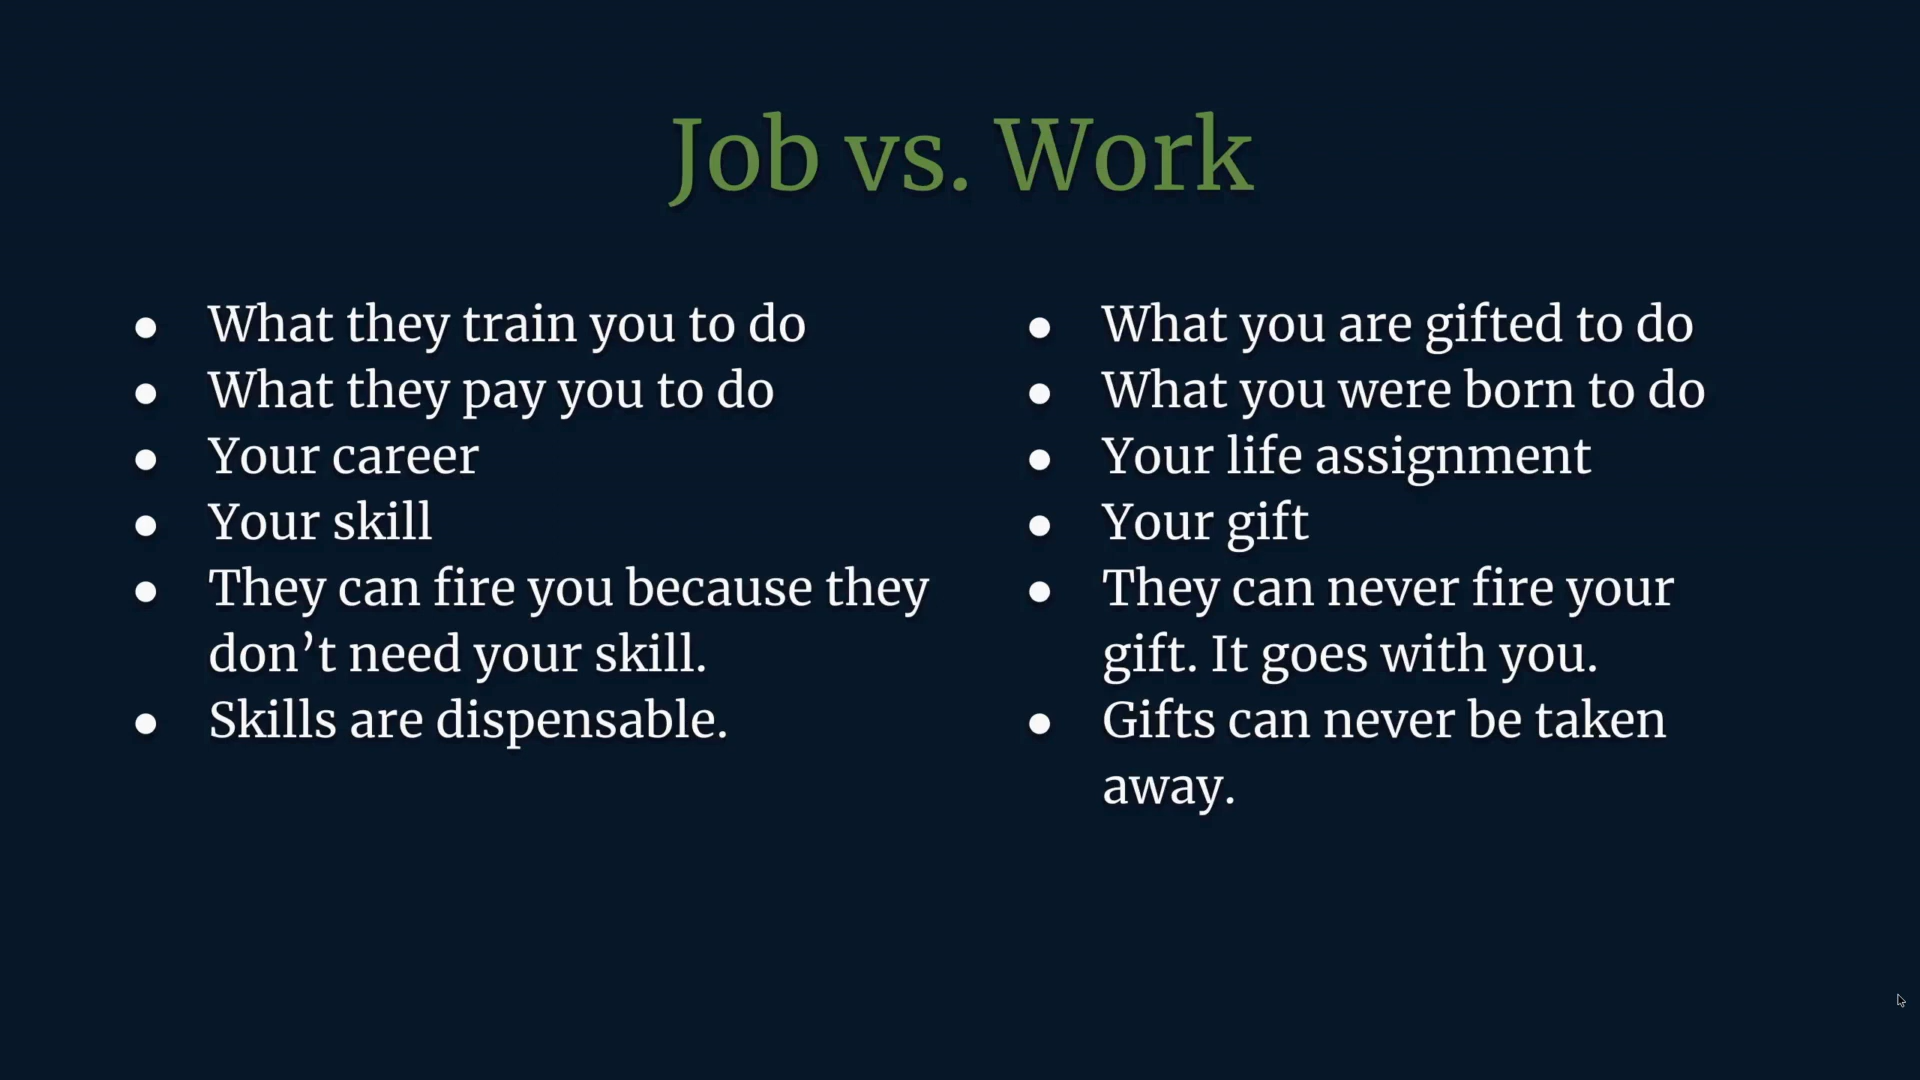 Job vs. Work
● What they train you to do
● What they pay you to do
● Your career
● Your skill
● They can fire you because they
don’t need your skill.
● Skills are dispensable.
● What you are gifted to do
● What you were born to do
● Your life assignment
● Your gift
● They can never fire your
gift. It goes with you.
● Gifts can never be taken
away.